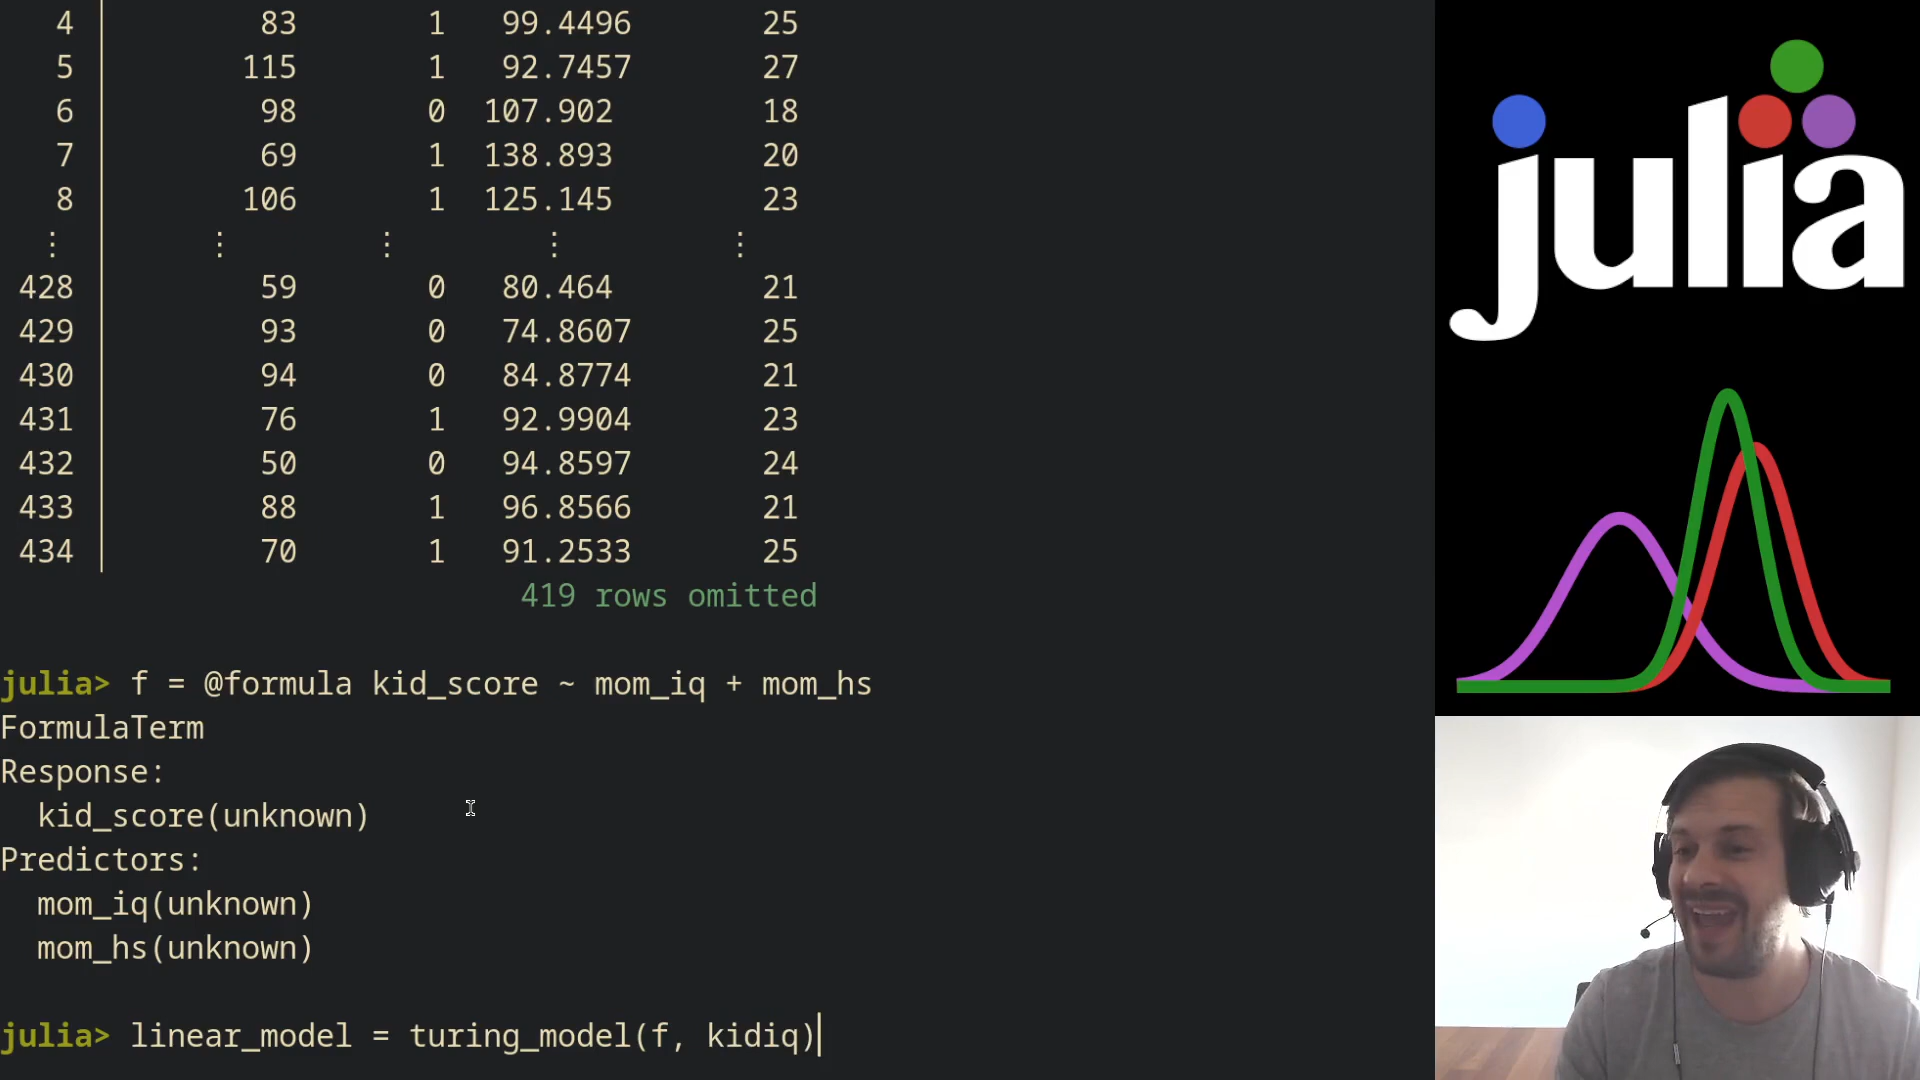 4 83 1 99.4496 25
5 115 1 92.7457 27
6 98 0 107.902 18
7 69 1 138.893 20
8 106 1 125.145 23
⋮ ⋮ ⋮ ⋮ ⋮
428 59 0 80.464 21
429 93 0 74.8607 25
430 94 0 84.8774 21
431 76 1 92.9904 23
432 50 0 94.8597 24
433 88 1 96.8566 21
434 70 1 91.2533 25
419 rows omitted
julia> f = @formula kid_score ~ mom_iq + mom_hs
FormulaTerm
Response:
kid_score(unknown)
Predictors:
mom_iq(unknown)
mom_hs(unknown)
julia> linear_model = turing_model(f, kidiq)
julia